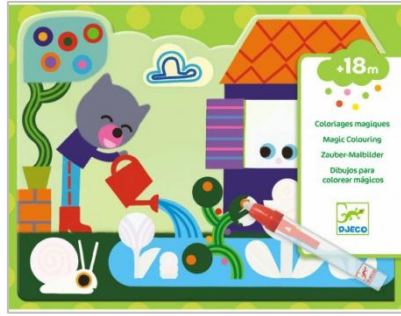 +18m
Coloriages magiques
Magic Colouring
Zauber-Malbilder
Dibujos para
colorear mágicos
DJECO